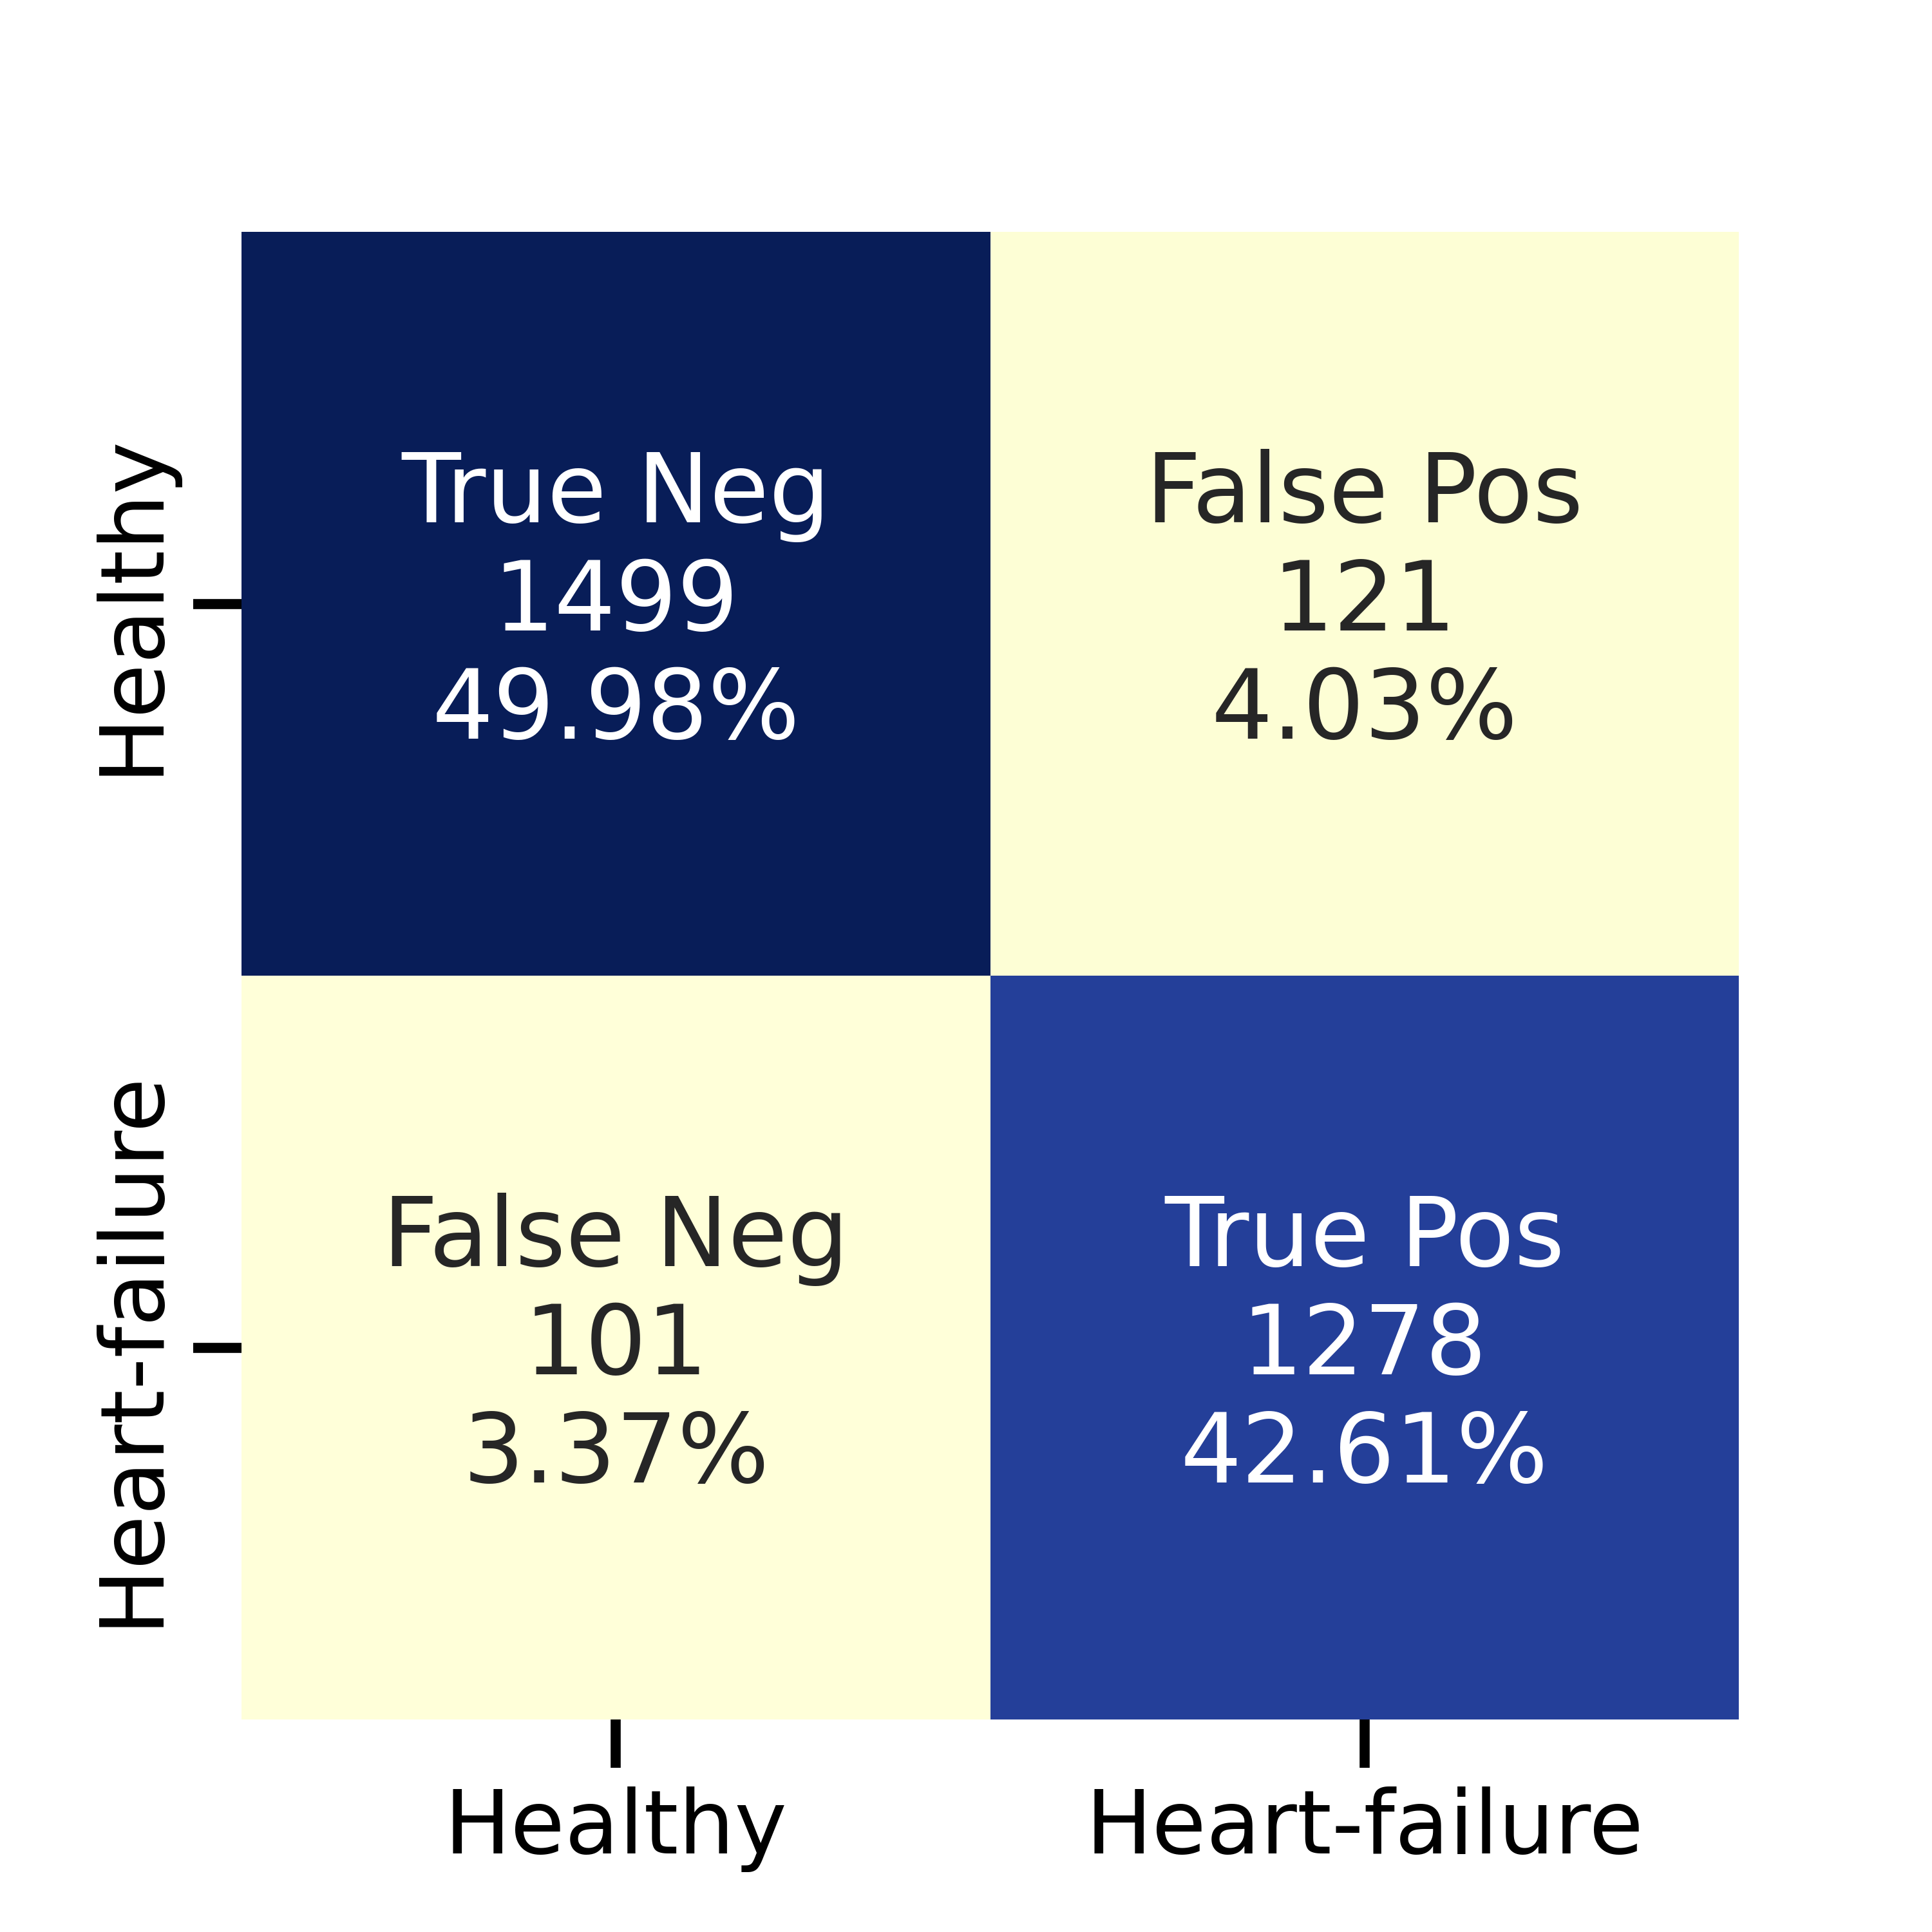 Healthy
True Neg
1499
49.98%
False Pos
121
4.03%
Heart-failure
False Neg
101
3.37%
True Pos
1278
42.61%
Healthy
Heart-failure